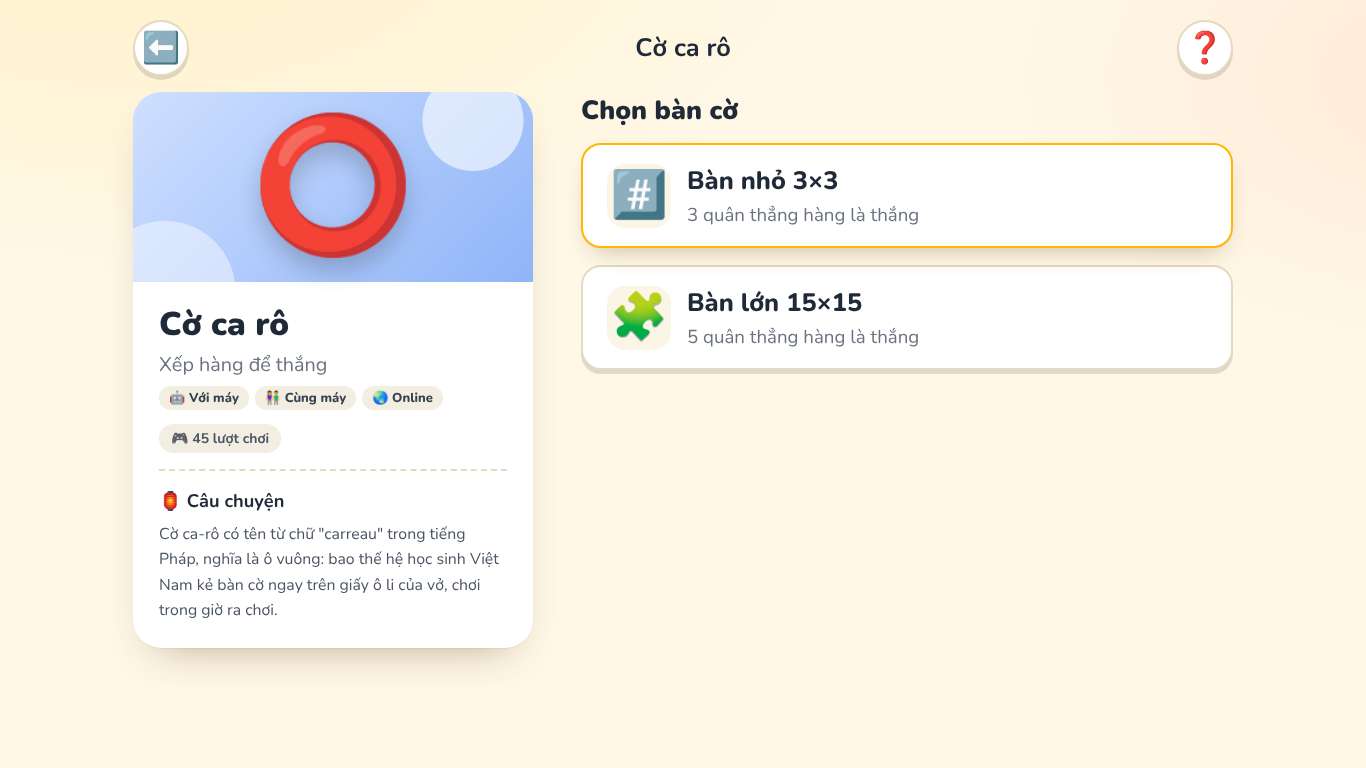 Cờ ca rô
Cờ ca rô
Xếp hàng để thắng
Với máy
Cùng máy
Online
45 lượt chơi
Câu chuyện
Cờ ca-rô có tên từ chữ "carreau" trong tiếng
Pháp, nghĩa là ô vuông: bao thế hệ học sinh Việt
Nam kẻ bàn cờ ngay trên giấy ô li của vở, chơi
trong giờ ra chơi.
Chọn bàn cờ
#
Bàn nhỏ 3×3
3 quân thẳng hàng là thắng
Bàn lớn 15×15
5 quân thẳng hàng là thắng